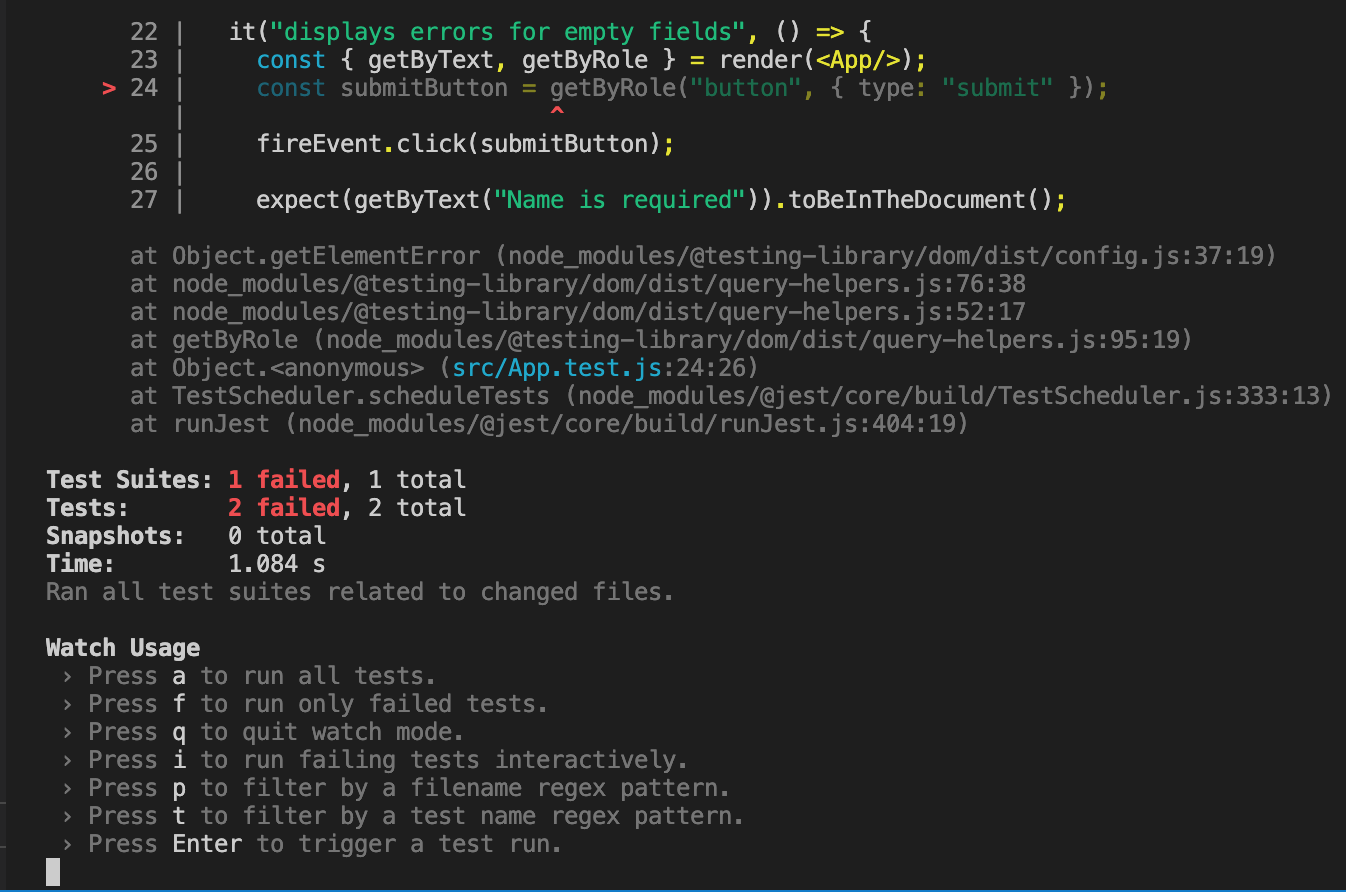 22 |   it("displays errors for empty fields", () => {
23 |     const { getByText, getByRole } = render(<App/>);
> 24 |     const submitButton = getByRole("button", { type: "submit" });
|                          ^
25 |     fireEvent.click(submitButton);
26 |
27 |     expect(getByText("Name is required")).toBeInTheDocument();
at Object.getElementError (node_modules/@testing-library/dom/dist/config.js:37:19)
at node_modules/@testing-library/dom/dist/query-helpers.js:76:38
at node_modules/@testing-library/dom/dist/query-helpers.js:52:17
at getByRole (node_modules/@testing-library/dom/dist/query-helpers.js:95:19)
at Object.<anonymous> (src/App.test.js:24:26)
at TestScheduler.scheduleTests (node_modules/@jest/core/build/TestScheduler.js:333:13)
at runJest (node_modules/@jest/core/build/runJest.js:404:19)
Test Suites: 1 failed, 1 total
Tests:       2 failed, 2 total
Snapshots:   0 total
Time:        1.084 s
Ran all test suites related to changed files.
Watch Usage
› Press a to run all tests.
› Press f to run only failed tests.
› Press q to quit watch mode.
› Press i to run failing tests interactively.
› Press p to filter by a filename regex pattern.
› Press t to filter by a test name regex pattern.
› Press Enter to trigger a test run.